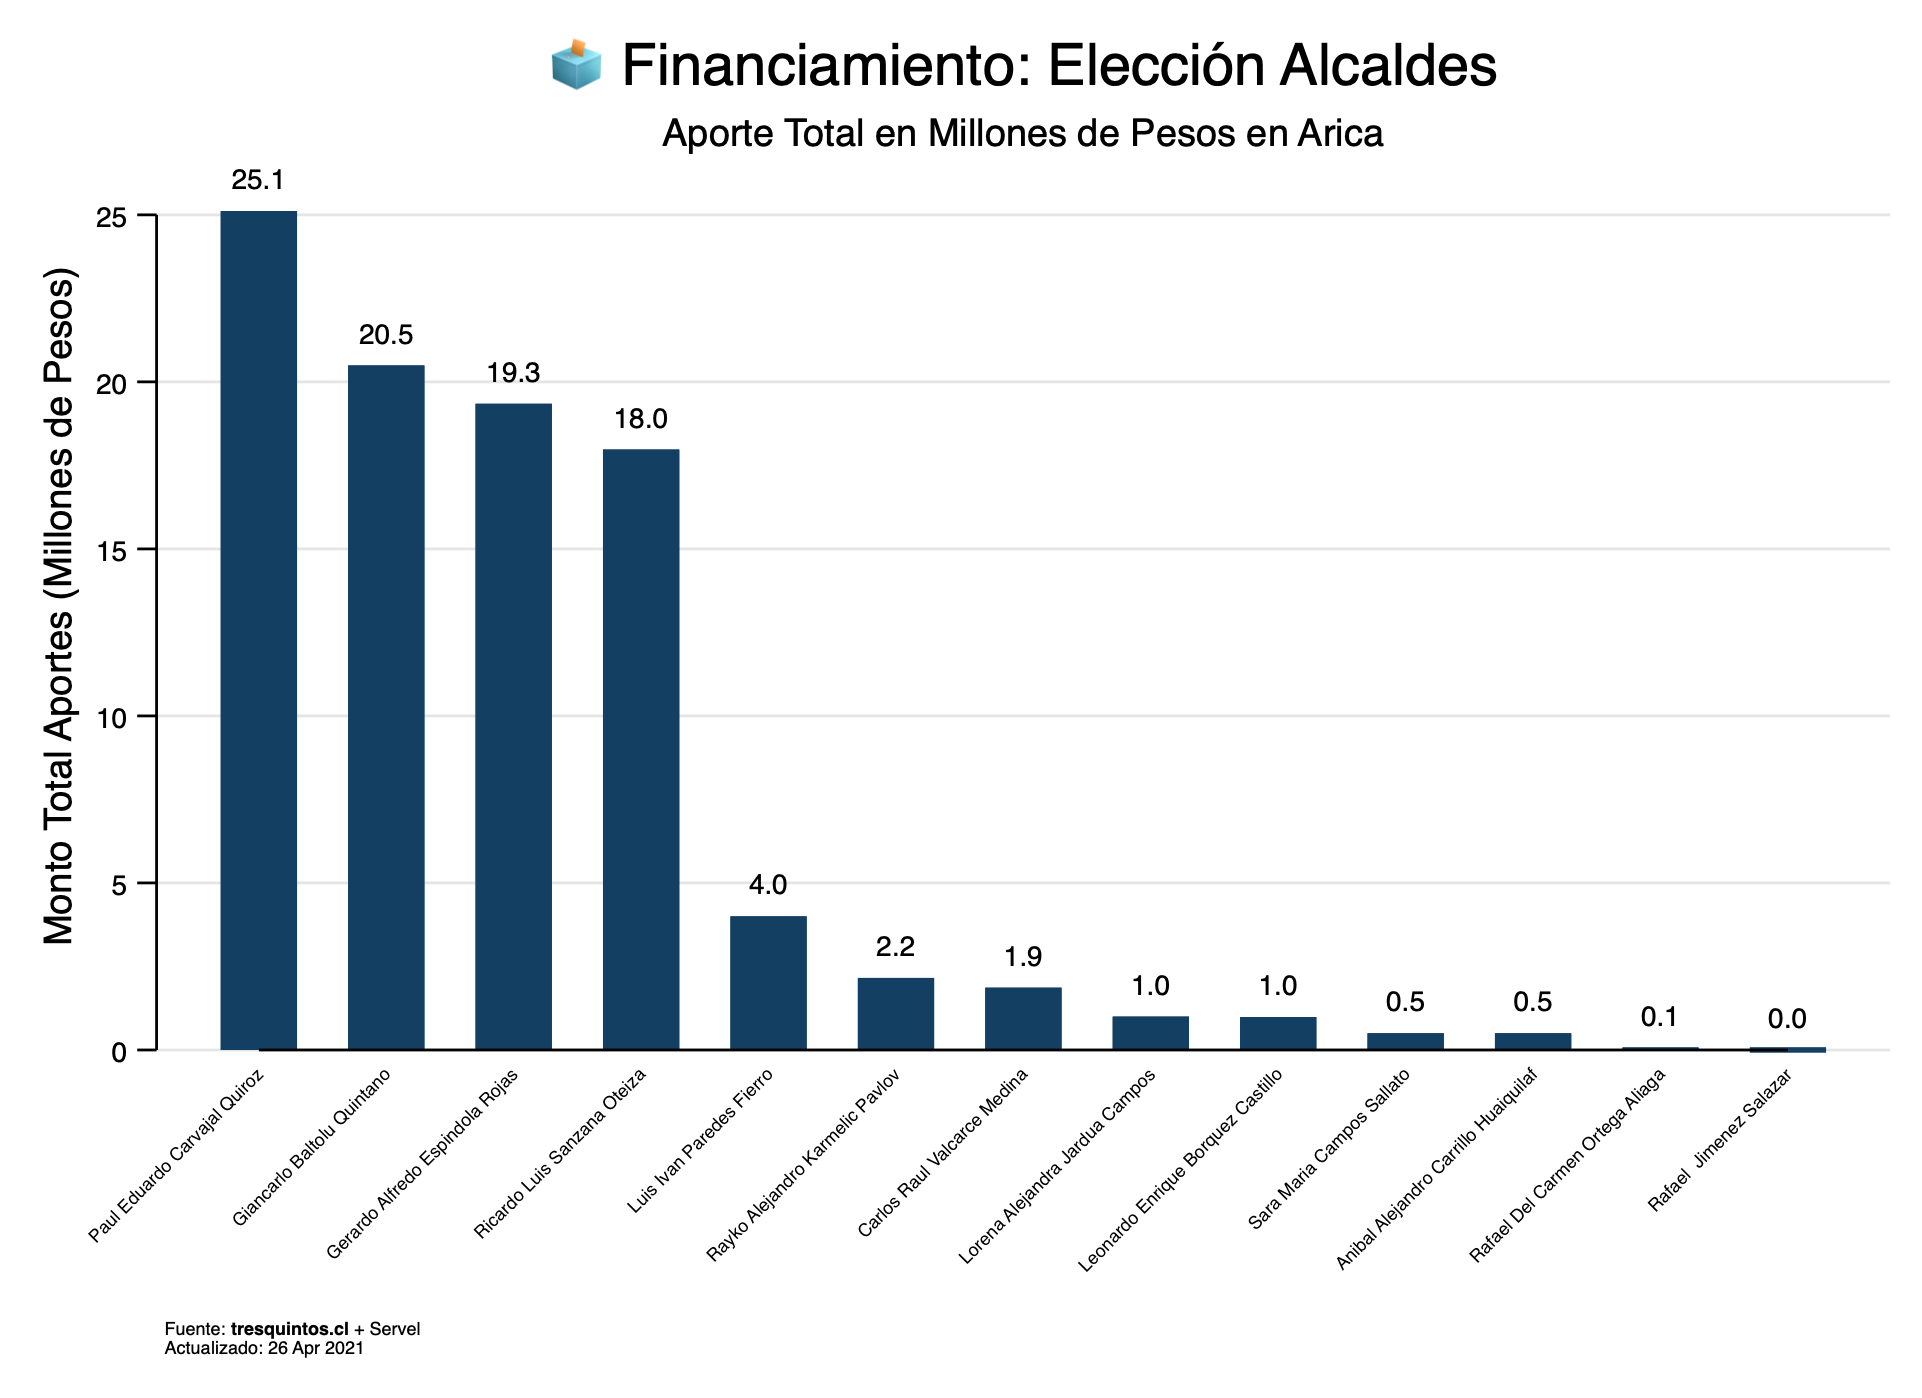 Financiamiento: Elección Alcaldes
Aporte Total en Millones de Pesos en Arica
Monto Total Aportes (Millones de Pesos)
25
20
15
10
5
0
25.1
20.5
19.3
18.0
4.0
2.2
1.9
1.0
1.0
0.5
0.5
0.1
0.0
Paul Eduardo Carvajal Quiroz
Giancarlo Baltolu Quintano
Gerardo Alfredo Espindola Rojas
Ricardo Luis Sanzana Oteiza
Luis Ivan Paredes Fierro
Rayko Alejandro Karmelic Pavlov
Carlos Raul Valcarce Medina
Lorena Alejandra Jardua Campos
Leonardo Enrique Borquez Castillo
Sara Maria Campos Sallato
Anibal Alejandro Carrillo Huaiquilaf
Rafael Del Carmen Ortega Aliaga
Rafael  Jimenez Salazar
Fuente: tresquintos.cl + Servel
Actualizado: 26 Apr 2021